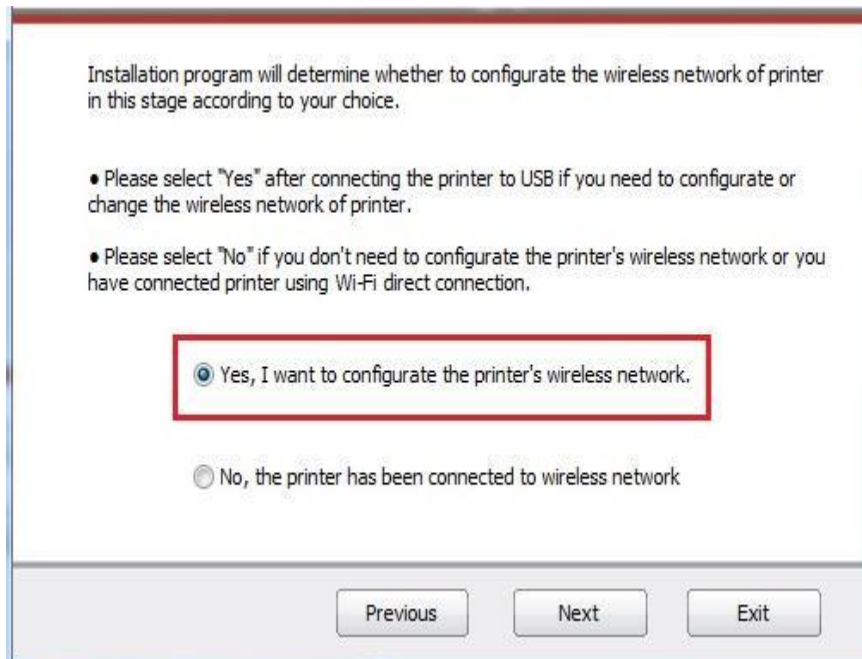 Installation program will determine whether to configurate the wireless network of printer
in this stage according to your choice.
● Please select "Yes" after connecting the printer to USB if you need to configurate or
change the wireless network of printer.
● Please select "No" if you don't need to configurate the printer's wireless network or you
have connected printer using Wi-Fi direct connection.
Yes, I want to configurate the printer's wireless network.
No, the printer has been connected to wireless network
Previous Next Exit